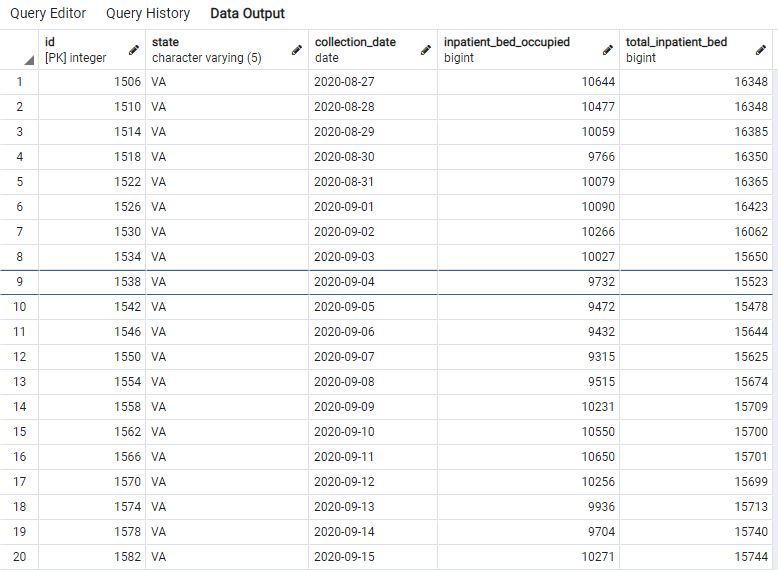 Query Editor Query History Data Output
id state collection_date inpatient_bed_occupied total_inpatient_bed
[PK] integer character varying (5) date bigint bigint
1 1506 VA 2020-08-27 10644 16348
2 1510 VA 2020-08-28 10477 16348
3 1514 VA 2020-08-29 10059 16385
4 1518 VA 2020-08-30 9766 16350
5 1522 VA 2020-08-31 10079 16365
6 1526 VA 2020-09-01 10090 16423
7 1530 VA 2020-09-02 10266 16062
8 1534 VA 2020-09-03 10027 15650
9 1538 VA 2020-09-04 9732 15523
10 1542 VA 2020-09-05 9472 15478
11 1546 VA 2020-09-06 9432 15644
12 1550 VA 2020-09-07 9315 15625
13 1554 VA 2020-09-08 9515 15674
14 1558 VA 2020-09-09 10231 15709
15 1562 VA 2020-09-10 10550 15700
16 1566 VA 2020-09-11 10650 15701
17 1570 VA 2020-09-12 10256 15699
18 1574 VA 2020-09-13 9936 15713
19 1578 VA 2020-09-14 9704 15740
20 1582 VA 2020-09-15 10271 15744